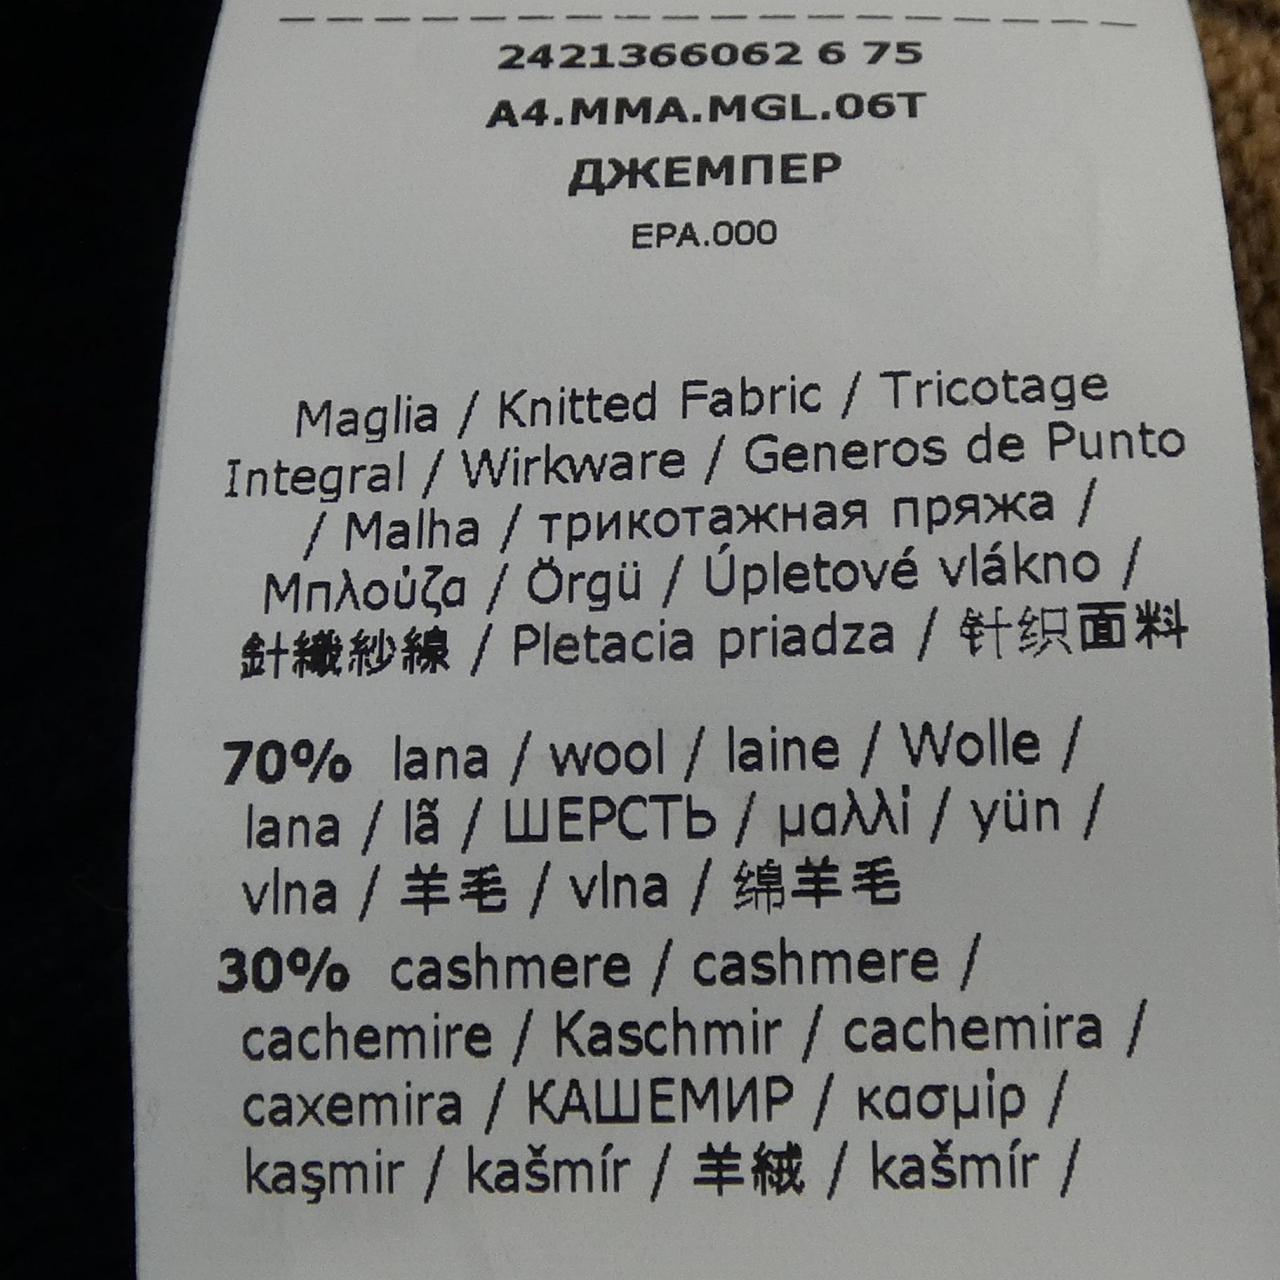 2421366062 6 75
A4.MMA.MGL.06T
ДЖЕМПЕР
EPA.000
Maglia / Knitted Fabric / Tricotage
Integral / Wirkware / Generos de Punto
/ Malha / трикотажная пряжа /
Μπλούζα / Örgü / Úpletové vlákno /
針織紗線 / Pletacia priadza / 针织面料
70% lana / wool / laine / Wolle /
lana / lã / ШЕРСТЬ / μαλλί / yün /
vlna / 羊毛 / vlna / 绵羊毛
30% cashmere / cashmere /
cachemire / Kaschmir / cachemira /
caxemira / КАШЕМИР / κασμίρ /
kaşmir / kašmír / 羊絨 / kašmír /